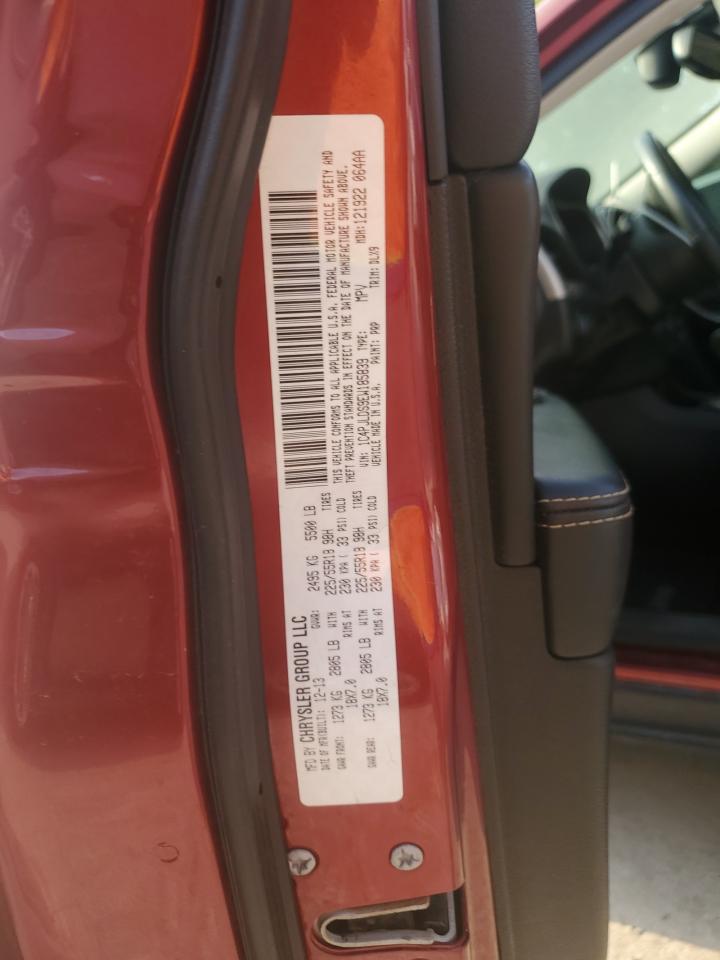 MFD BY CHRYSLER GROUP LLC
DATE OF MFR(BUILT): 12-13 GVWR: 2495 KG 5500 LB
GAWR FRONT: 1273 KG 2805 LB WITH 225/55R18 98H TIRES
18X7.0 RIMS AT 230 KPA ( 33 PSI) COLD
GAWR REAR: 1273 KG 2805 LB WITH 225/55R18 98H TIRES
18X7.0 RIMS AT 230 KPA ( 33 PSI) COLD
THIS VEHICLE CONFORMS TO ALL APPLICABLE U.S.A. FEDERAL MOTOR VEHICLE SAFETY AND
THEFT PREVENTION STANDARDS IN EFFECT ON THE DATE OF MANUFACTURE SHOWN ABOVE.
VIN: 1C4PJLDS9EW105039 TYPE: MPV MDH: 121922 064AA
VEHICLE MADE IN U.S.A. PAINT: PRP TRIM: DLX9